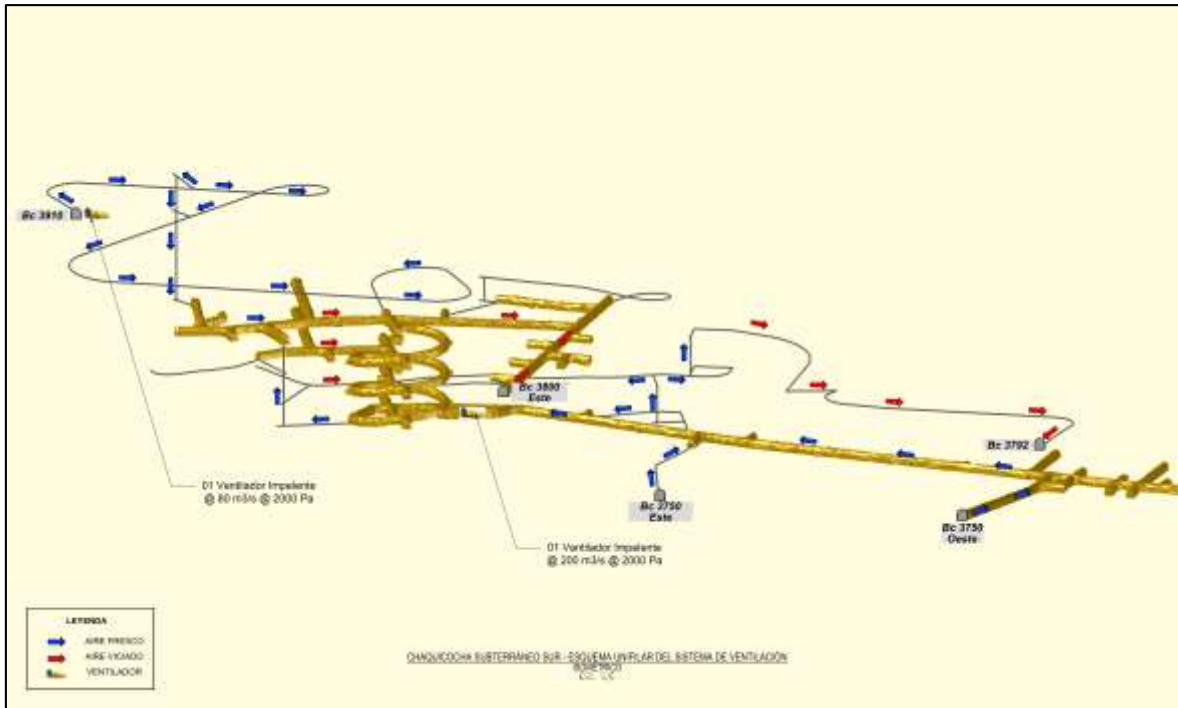 Bc 3910
Bc 3800
Este
Bc 3792
Bc 3750
Este
Bc 3750
Oeste
01 Ventilador Impelente
@ 80 m3/s @ 2000 Pa
01 Ventilador Impelente
@ 200 m3/s @ 2000 Pa
LEYENDA
AIRE FRESCO
AIRE VICIADO
VENTILADOR
CHAQUICOCHA SUBTERRÁNEO SUR - ESQUEMA UNIFILAR DEL SISTEMA DE VENTILACIÓN
ISOMÉTRICO